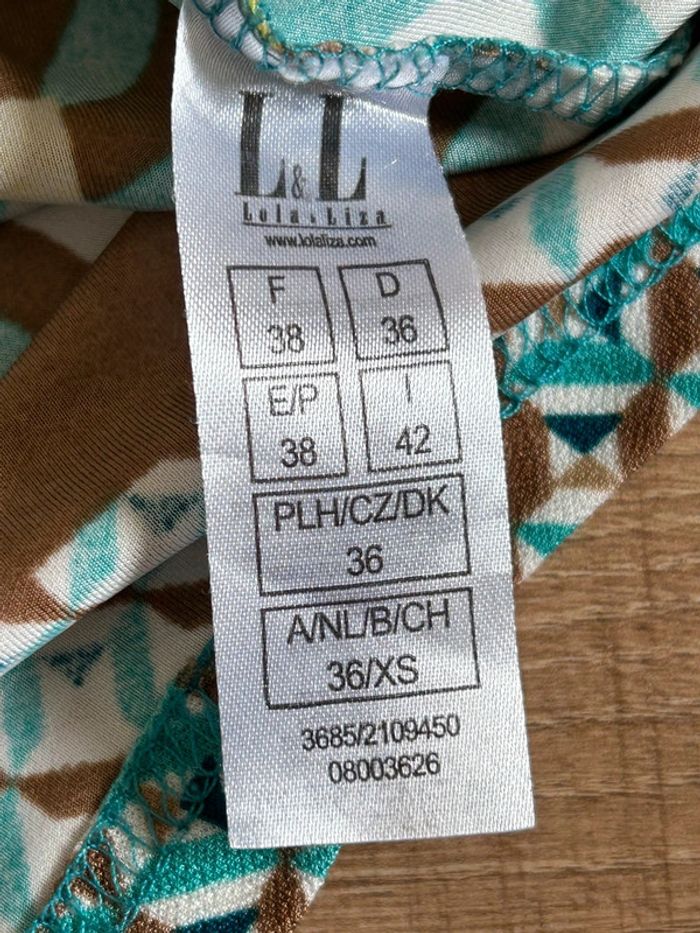 L&L
Lola & Liza
www.lolaliza.com
F D
38 36
E/P I
38 42
PLH/CZ/DK
36
A/NL/B/CH
36/XS
3685/2109450
08003626